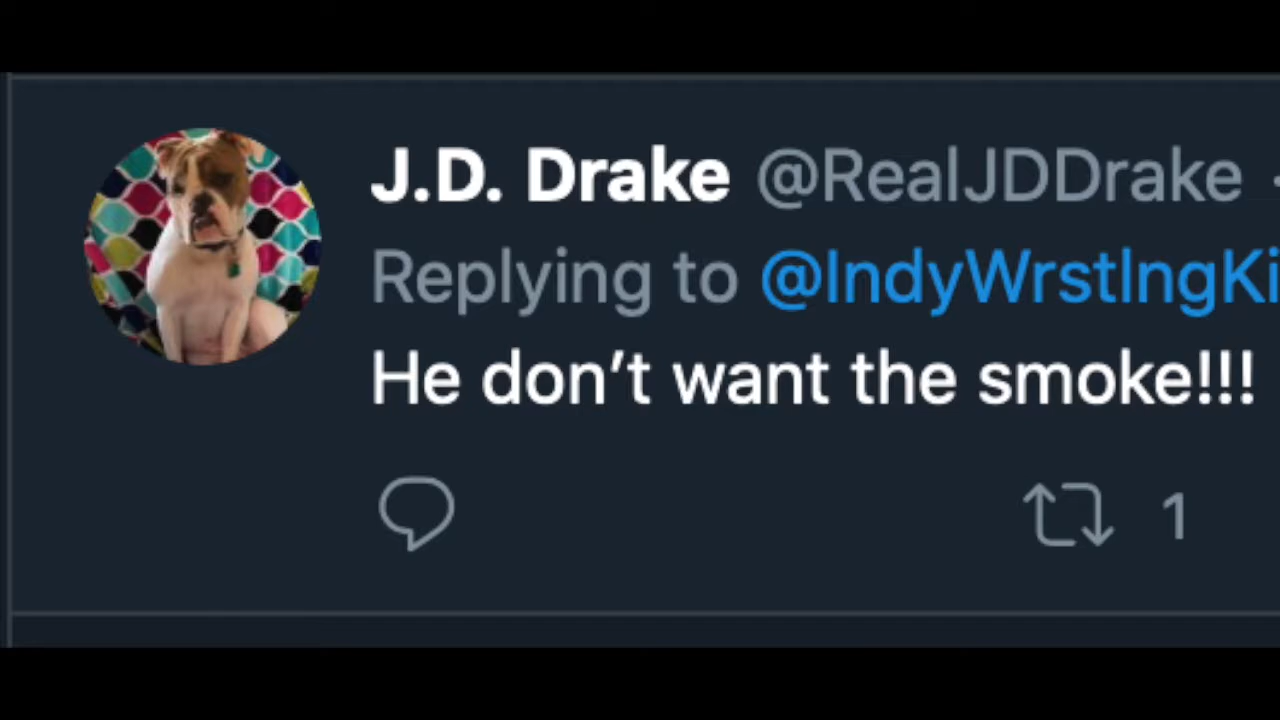 J.D. Drake @RealJDDrake
Replying to @IndyWrstlngKi
He don’t want the smoke!!!
1